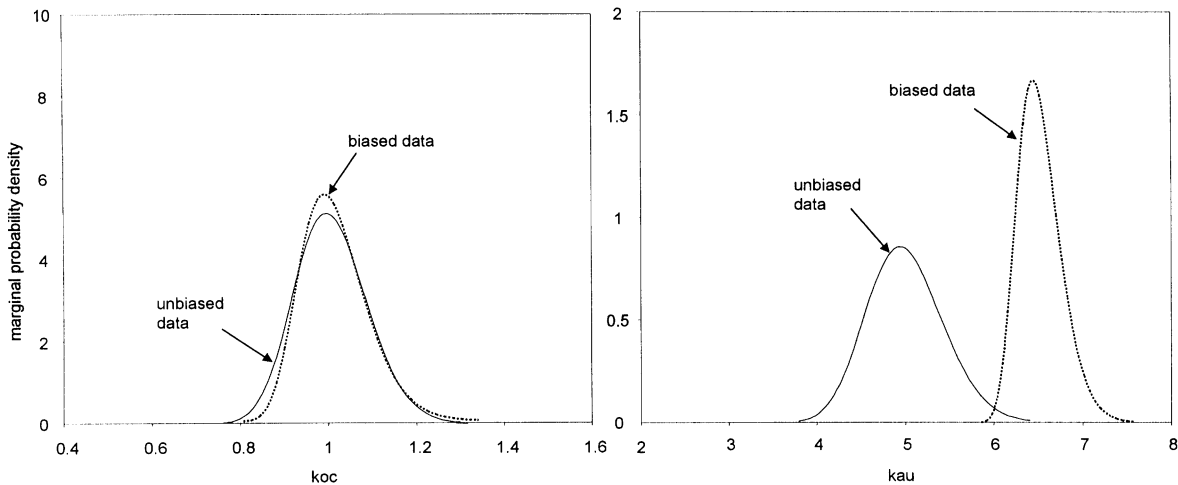 10
8
6
4
2
0
marginal probability density
biased data
unbiased
data
0.4 0.6 0.8 1 1.2 1.4 1.6
koc
2
1.5
1
0.5
0
biased data
unbiased
data
2 3 4 5 6 7 8
kau